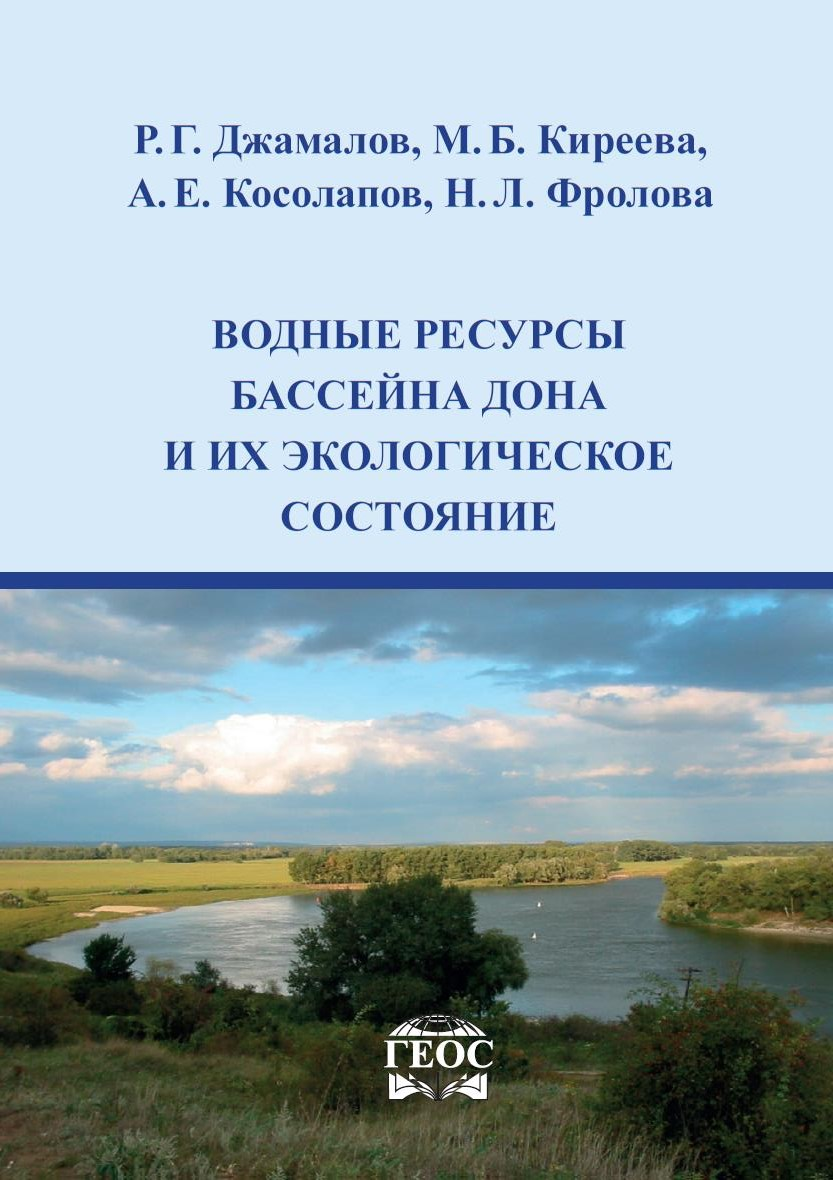 Р. Г. Джамалов, М. Б. Киреева,
А. Е. Косолапов, Н. Л. Фролова
ВОДНЫЕ РЕСУРСЫ
БАССЕЙНА ДОНА
И ИХ ЭКОЛОГИЧЕСКОЕ
СОСТОЯНИЕ
ГЕОС